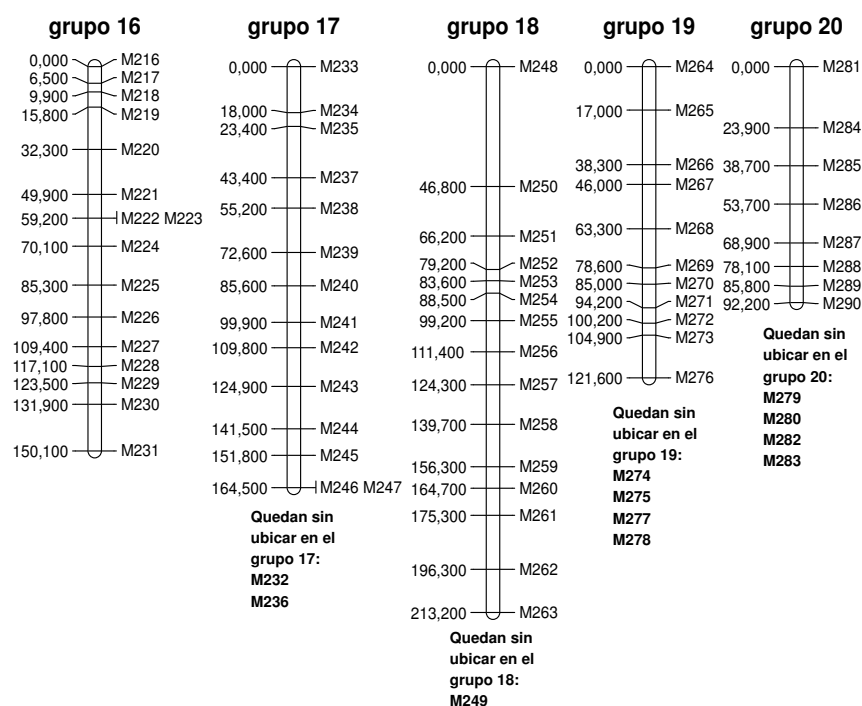 grupo 16
0,000 M216
6,500 M217
9,900 M218
15,800 M219
32,300 M220
49,900 M221
59,200 M222 M223
70,100 M224
85,300 M225
97,800 M226
109,400 M227
117,100 M228
123,500 M229
131,900 M230
150,100 M231
grupo 17
0,000 M233
18,000 M234
23,400 M235
43,400 M237
55,200 M238
72,600 M239
85,600 M240
99,900 M241
109,800 M242
124,900 M243
141,500 M244
151,800 M245
164,500 M246 M247
Quedan sin
ubicar en el
grupo 17:
M232
M236
grupo 18
0,000 M248
46,800 M250
66,200 M251
79,200 M252
83,600 M253
88,500 M254
99,200 M255
111,400 M256
124,300 M257
139,700 M258
156,300 M259
164,700 M260
175,300 M261
196,300 M262
213,200 M263
Quedan sin
ubicar en el
grupo 18:
M249
grupo 19
0,000 M264
17,000 M265
38,300 M266
46,000 M267
63,300 M268
78,600 M269
85,000 M270
94,200 M271
100,200 M272
104,900 M273
121,600 M276
Quedan sin
ubicar en el
grupo 19:
M274
M275
M277
M278
grupo 20
0,000 M281
23,900 M284
38,700 M285
53,700 M286
68,900 M287
78,100 M288
85,800 M289
92,200 M290
Quedan sin
ubicar en el
grupo 20:
M279
M280
M282
M283